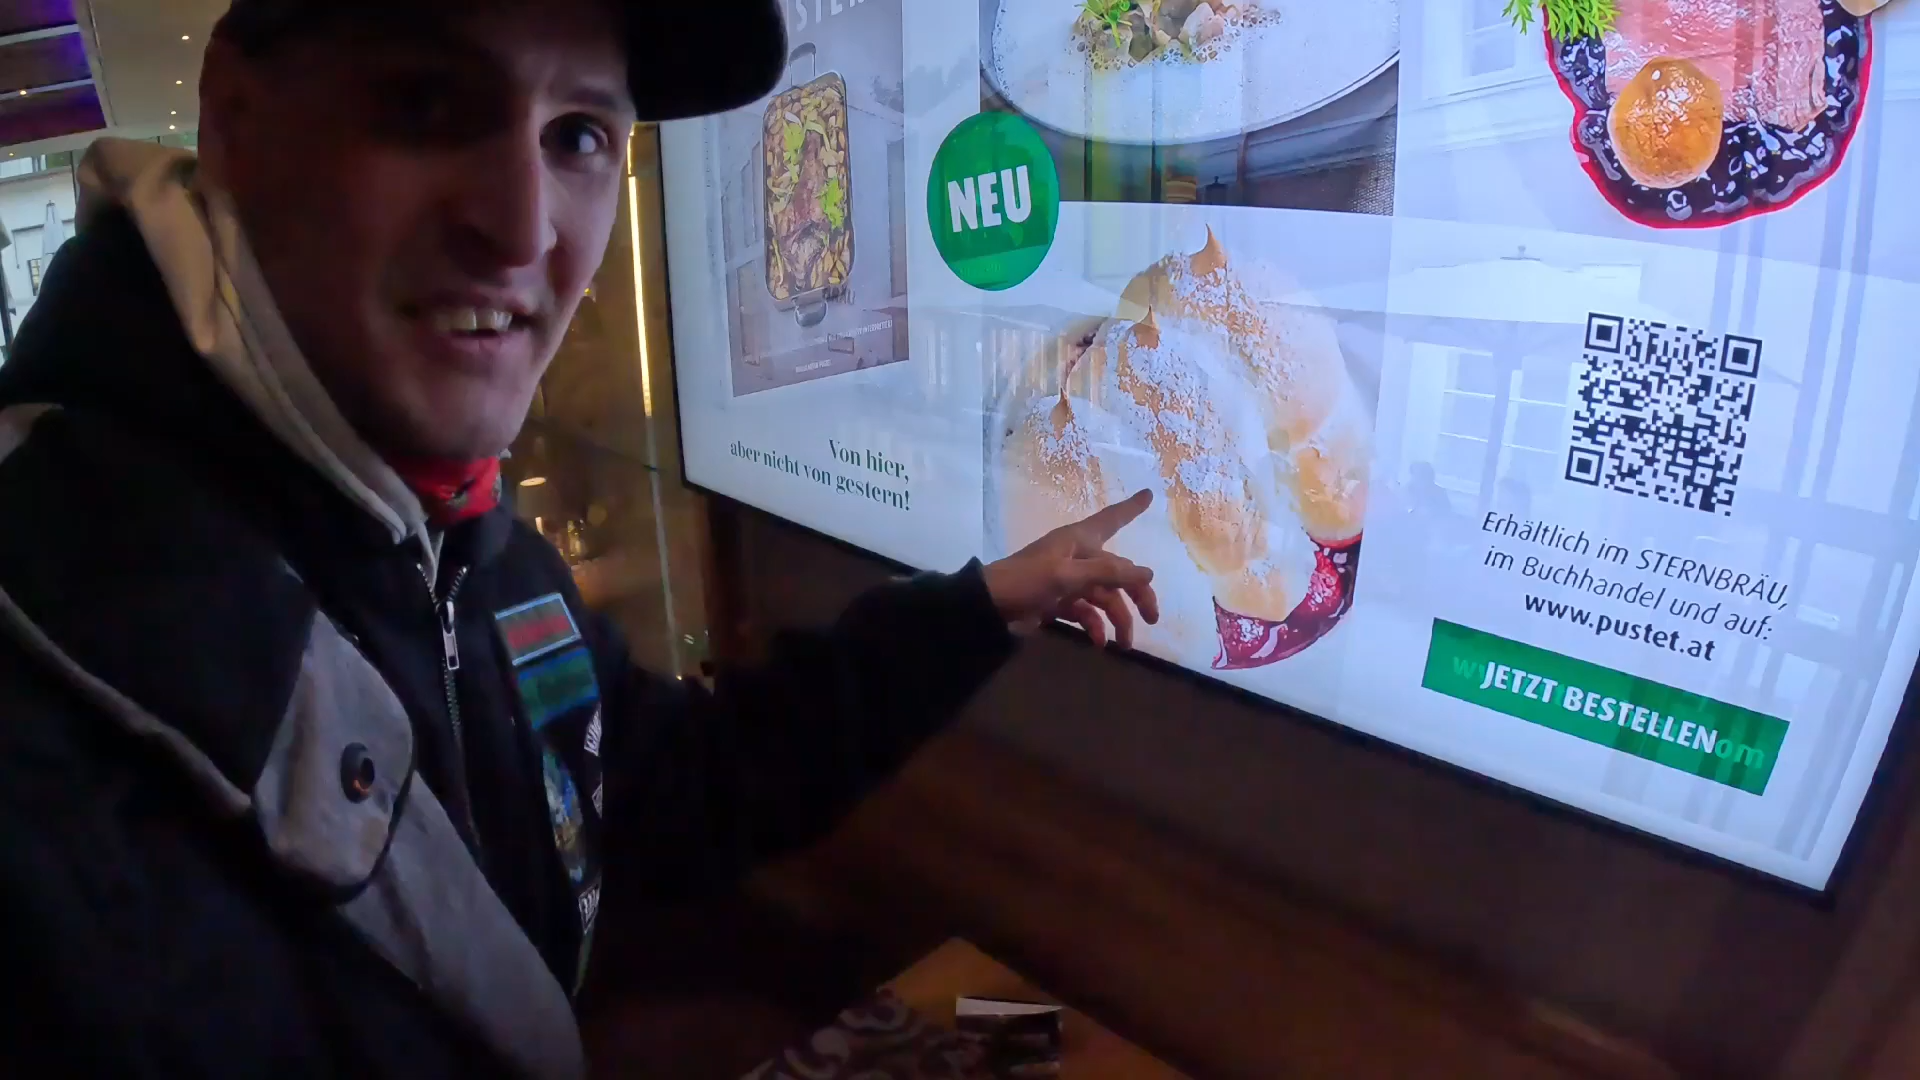 NEU
Von hier,
aber nicht von gestern!
Erhältlich im STERNBRÄU,
im Buchhandel und auf:
www.pustet.at
JETZT BESTELLEN